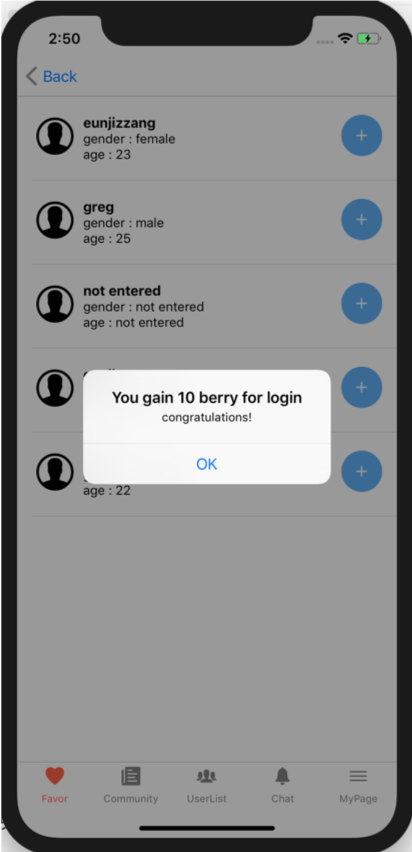 2:50
Back
eunjizzang
gender : female
age : 23
greg
gender : male
age : 25
not entered
gender : not entered
age : not entered
You gain 10 berry for login
congratulations!
OK
age : 22
Favor
Community
UserList
Chat
MyPage